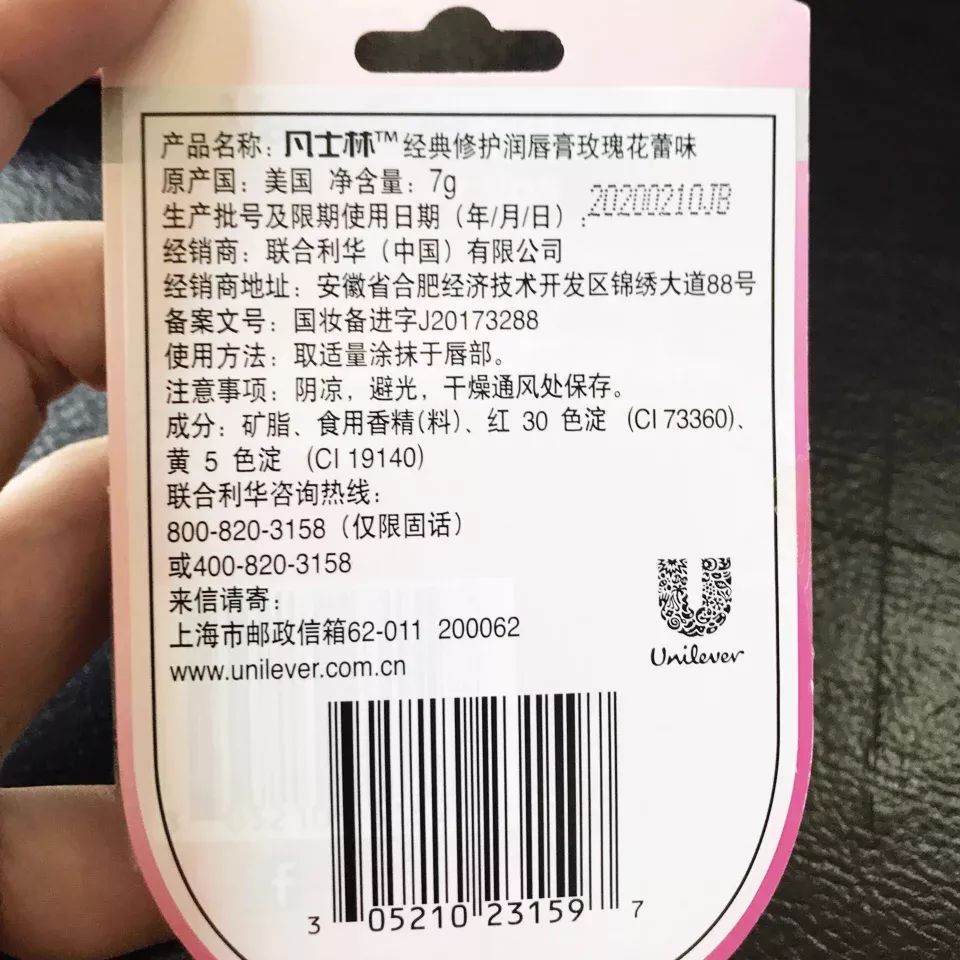 产品名称：凡士林™经典修护润唇膏玫瑰花蕾味
原产国：美国 净含量：7g
生产批号及限期使用日期（年/月/日）：20200210JB
经销商：联合利华（中国）有限公司
经销商地址：安徽省合肥经济技术开发区锦绣大道88号
备案文号：国妆备进字J20173288
使用方法：取适量涂抹于唇部。
注意事项：阴凉，避光，干燥通风处保存。
成分：矿脂、食用香精(料)、红 30 色淀 (CI 73360)、
黄 5 色淀 (CI 19140)
联合利华咨询热线：
800-820-3158（仅限固话）
或400-820-3158
来信请寄：
上海市邮政信箱62-011 200062
www.unilever.com.cn
Unilever
3 05210 23159 7